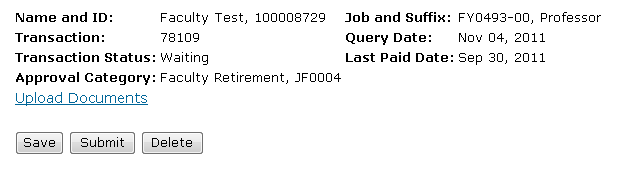 Name and ID: Faculty Test, 100008729 Job and Suffix: FY0493-00, Professor
Transaction: 78109 Query Date: Nov 04, 2011
Transaction Status: Waiting Last Paid Date: Sep 30, 2011
Approval Category: Faculty Retirement, JF0004
Upload Documents
Save Submit Delete